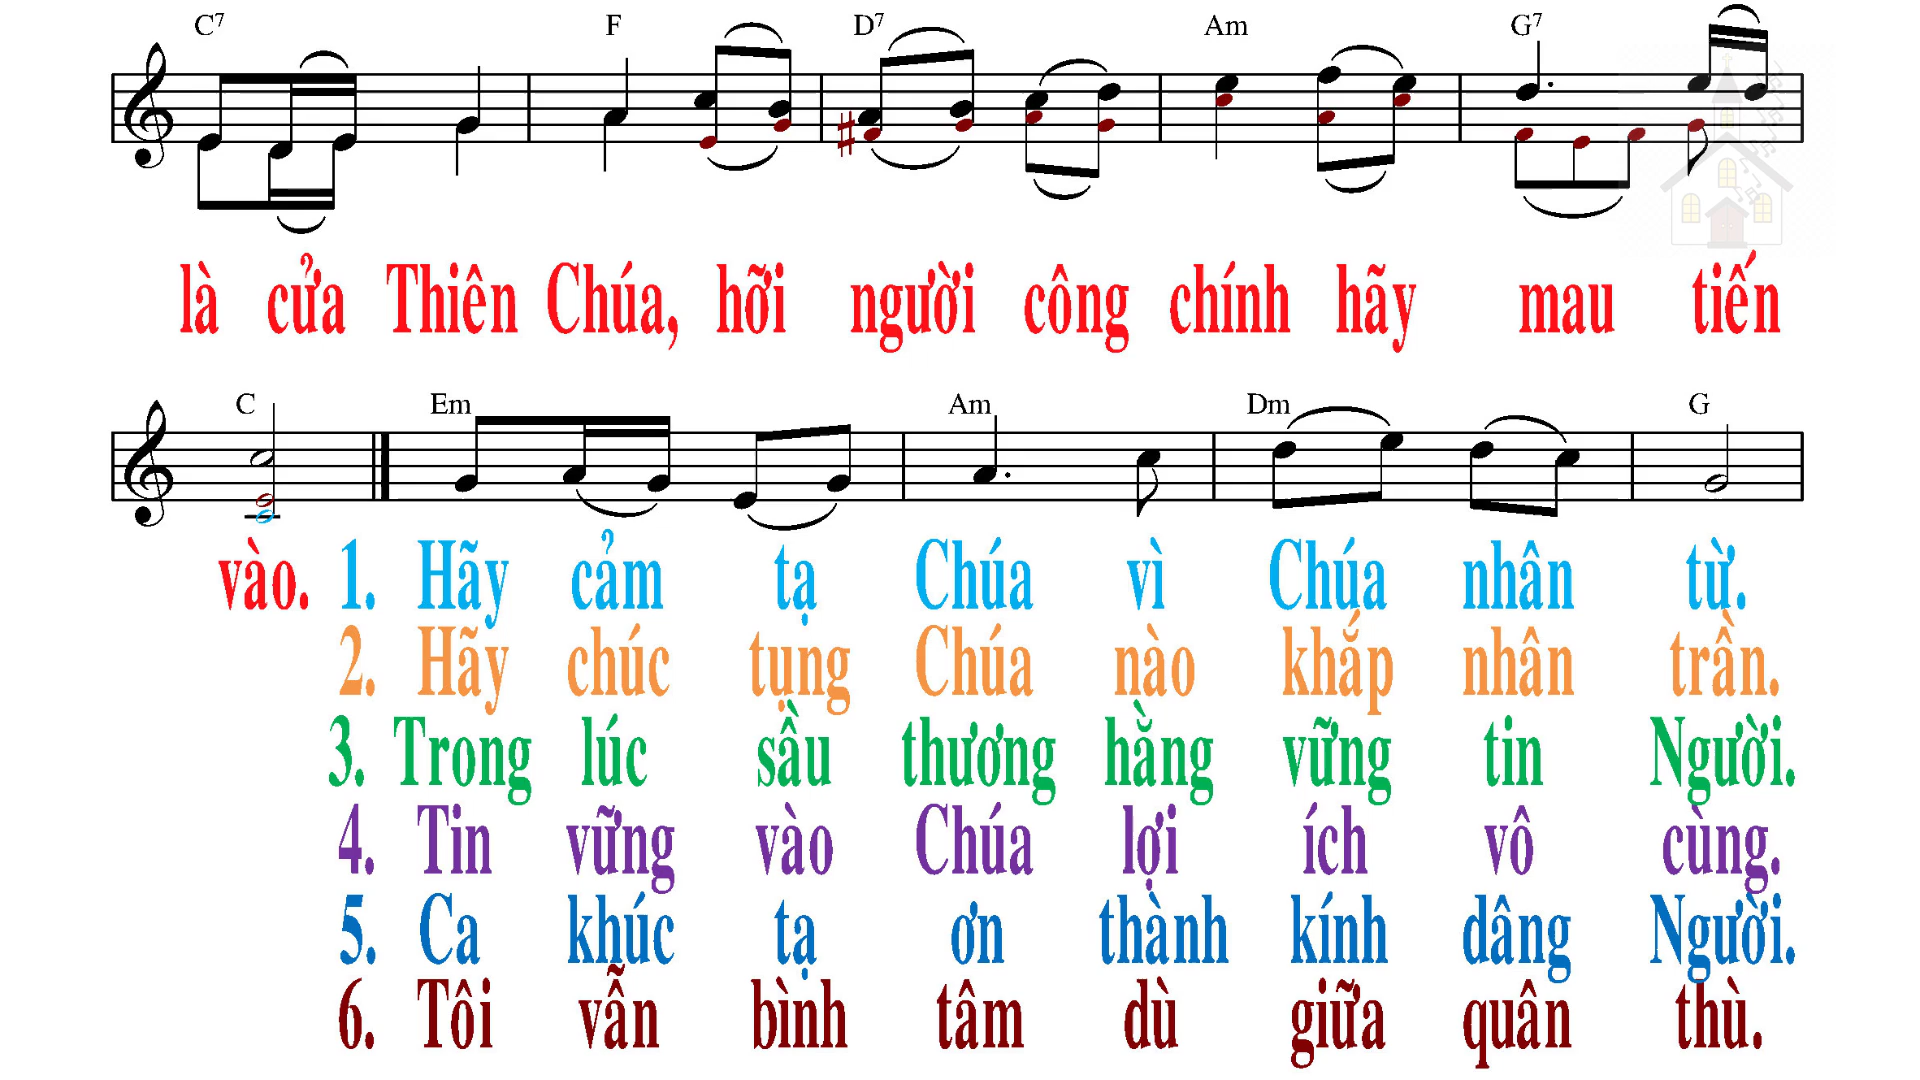 C7 F D7 Am G7
là cửa Thiên Chúa, hỡi người công chính hãy mau tiến
C Em Am Dm G
vào. 1. Hãy cảm tạ Chúa vì Chúa nhân từ.
2. Hãy chúc tụng Chúa nào khắp nhân trần.
3. Trong lúc sầu thương hằng vững tin Người.
4. Tin vững vào Chúa lợi ích vô cùng.
5. Ca khúc tạ ơn thành kính dâng Người.
6. Tôi vẫn bình tâm dù giữa quân thù.